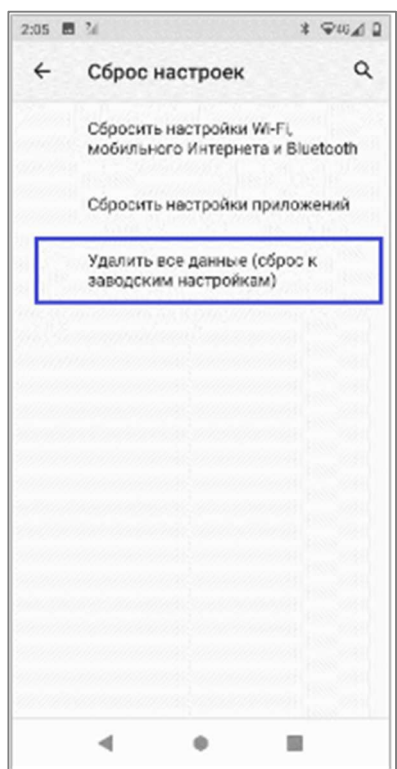 2:05 4G
Сброс настроек
Сбросить настройки Wi-Fi,
мобильного Интернета и Bluetooth
Сбросить настройки приложений
Удалить все данные (сброс к
заводским настройкам)